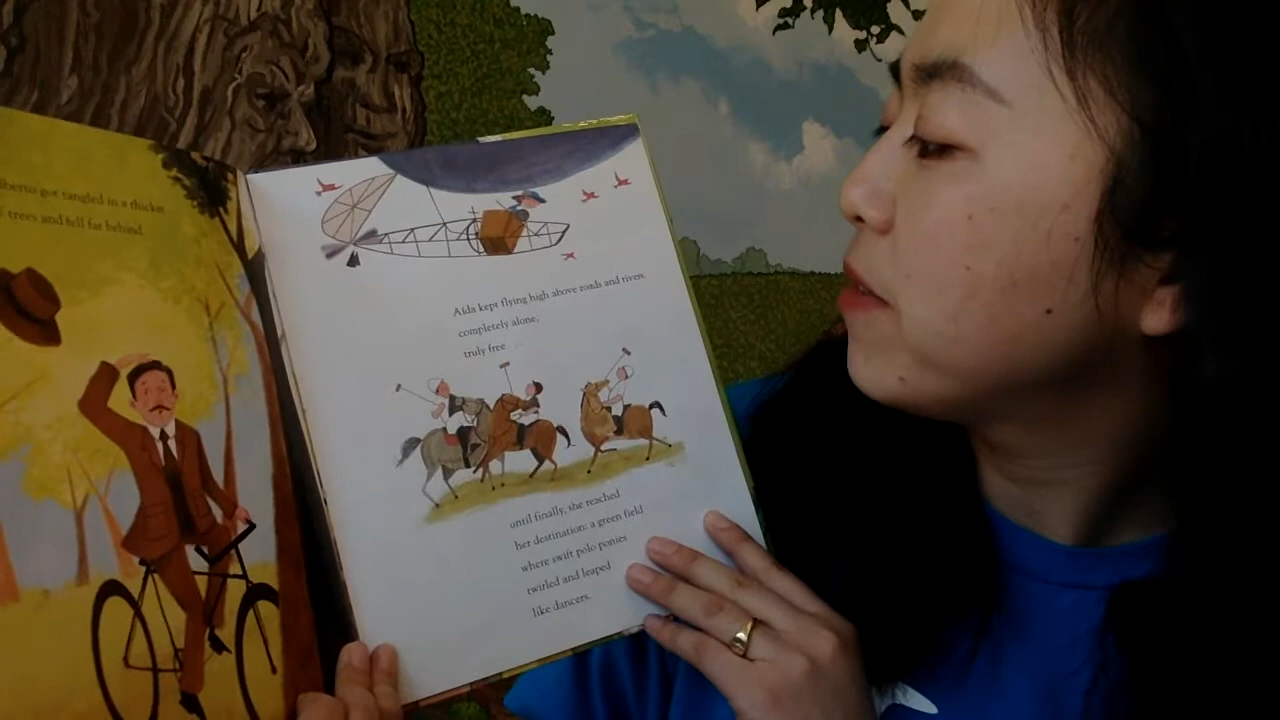 lberto got tangled in a thicket
f trees and fell far behind.
Aída kept flying high above roads and rivers,
completely alone,
truly free . . .
until finally, she reached
her destination: a green field
where swift polo ponies
twirled and leaped
like dancers.